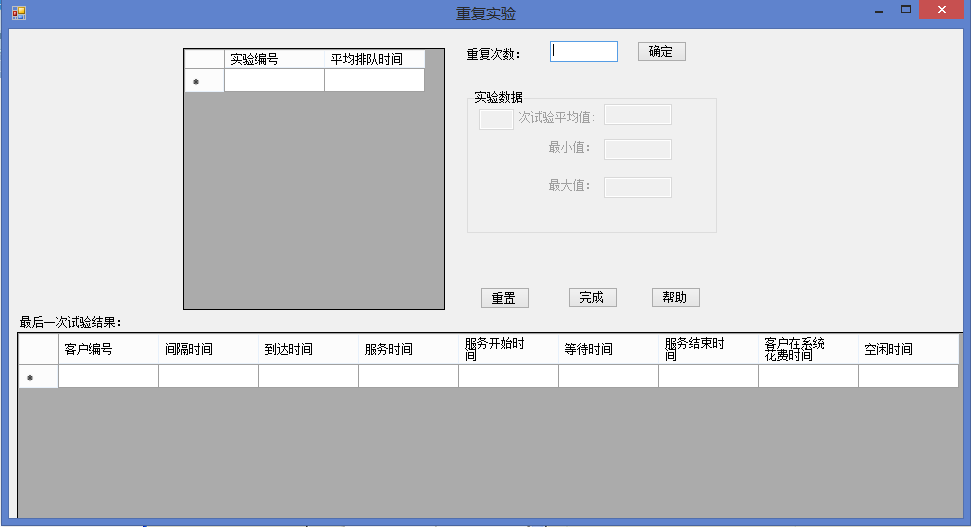 重复实验
实验编号 平均排队时间
重复次数： 确定
实验数据
次试验平均值：
最小值：
最大值：
重置 完成 帮助
最后一次试验结果：
客户编号 间隔时间 到达时间 服务时间 服务开始时间 等待时间 服务结束时间 客户在系统花费时间 空闲时间